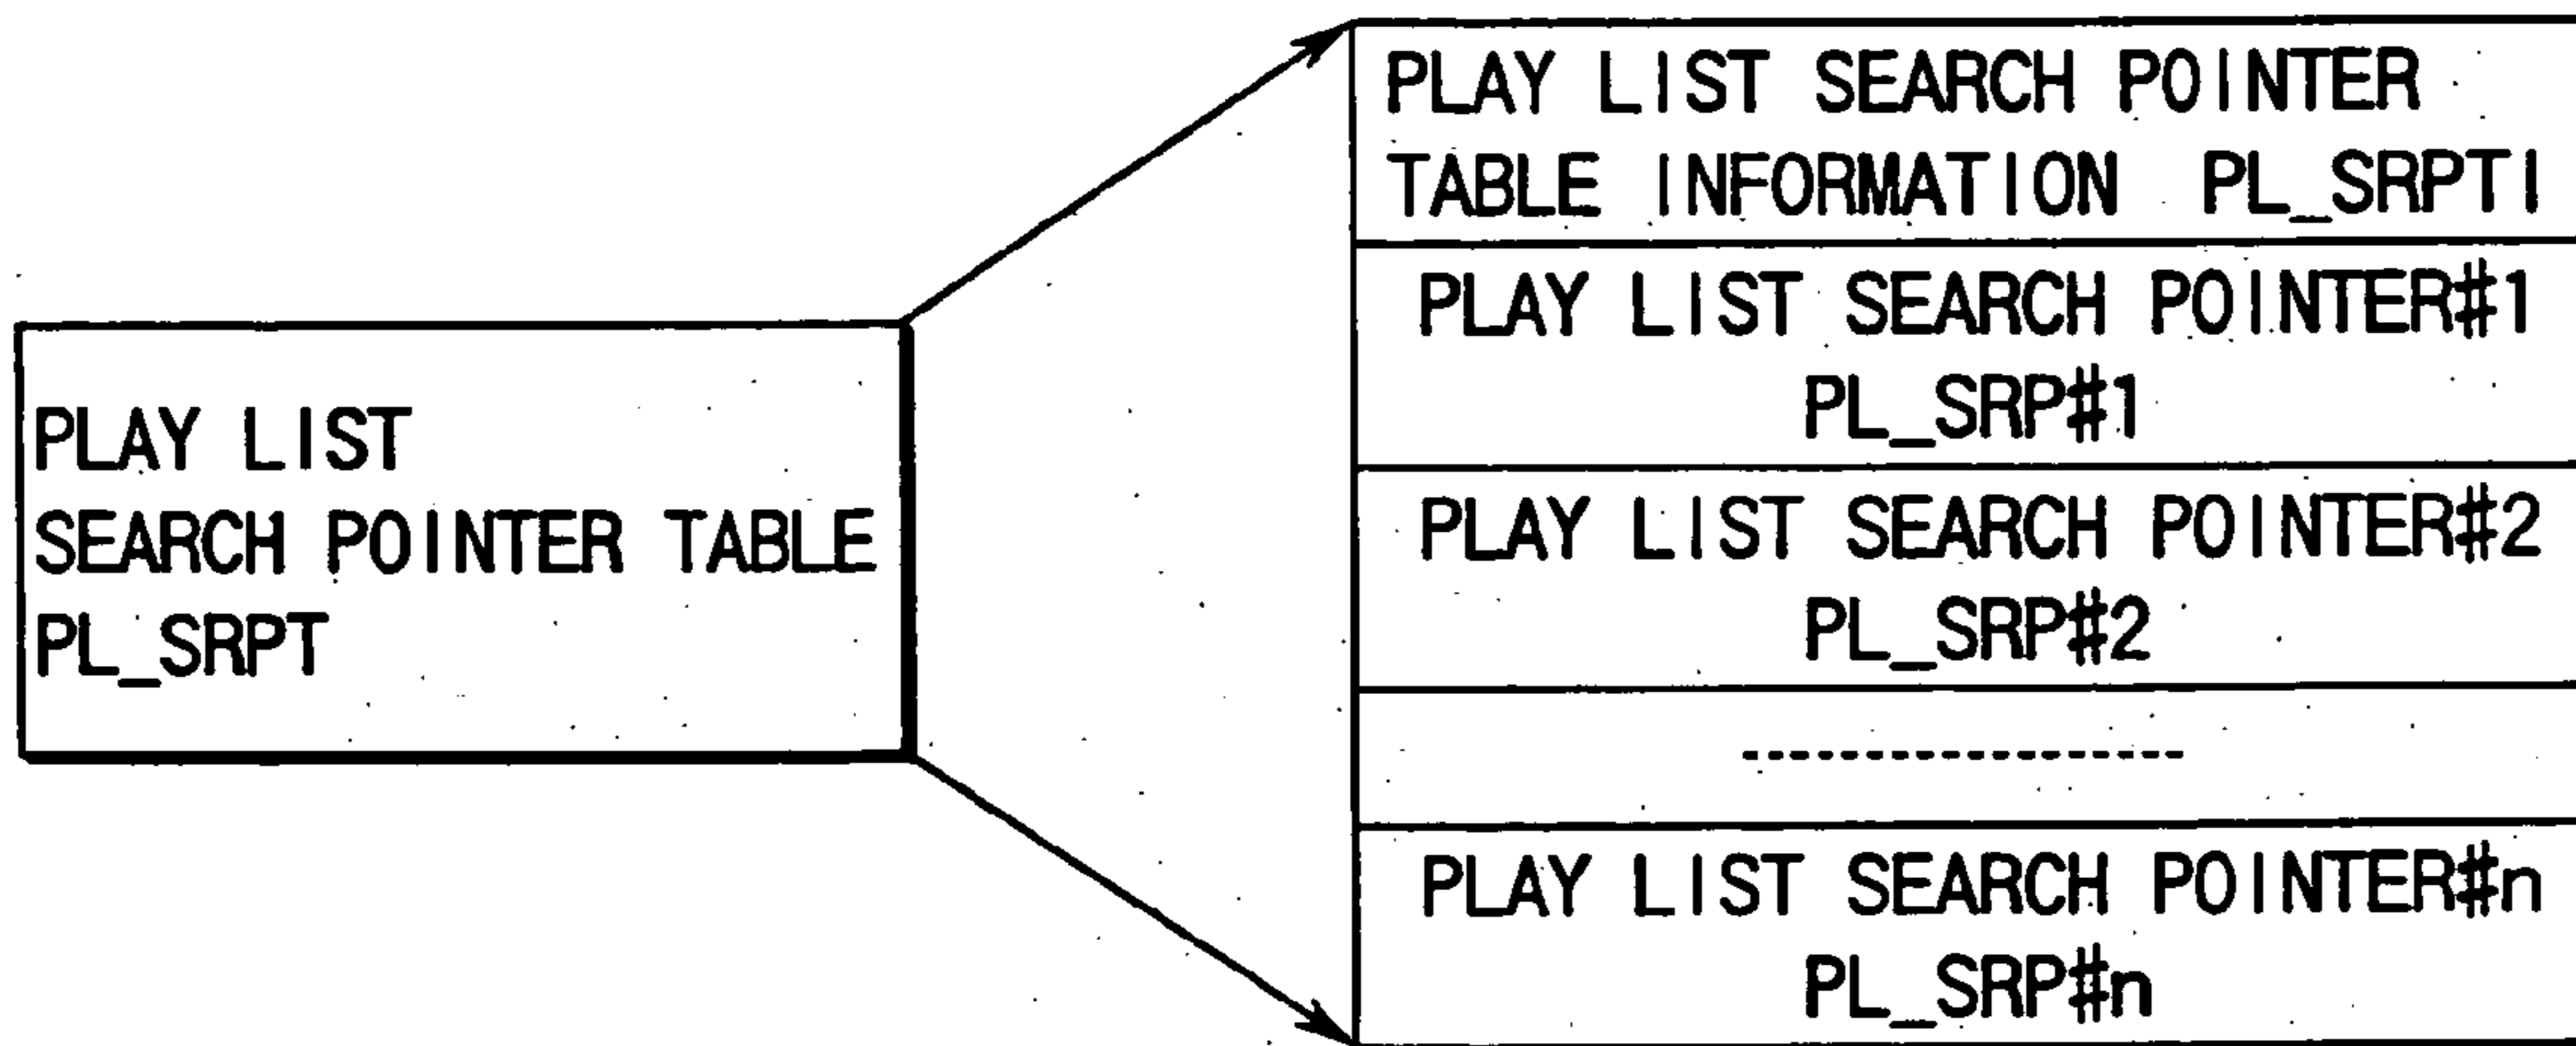 PLAY LIST
SEARCH POINTER TABLE
PL_SRPT
PLAY LIST SEARCH POINTER
TABLE INFORMATION PL_SRPTI
PLAY LIST SEARCH POINTER#1
PL_SRP#1
PLAY LIST SEARCH POINTER#2
PL_SRP#2
------------------
PLAY LIST SEARCH POINTER#n
PL_SRP#n